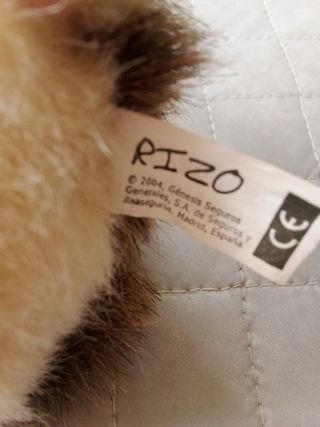 RIZO
© 2004, Génesis Seguros
Generales, S.A. de Seguros y
Reaseguros, Madrid, España
CE